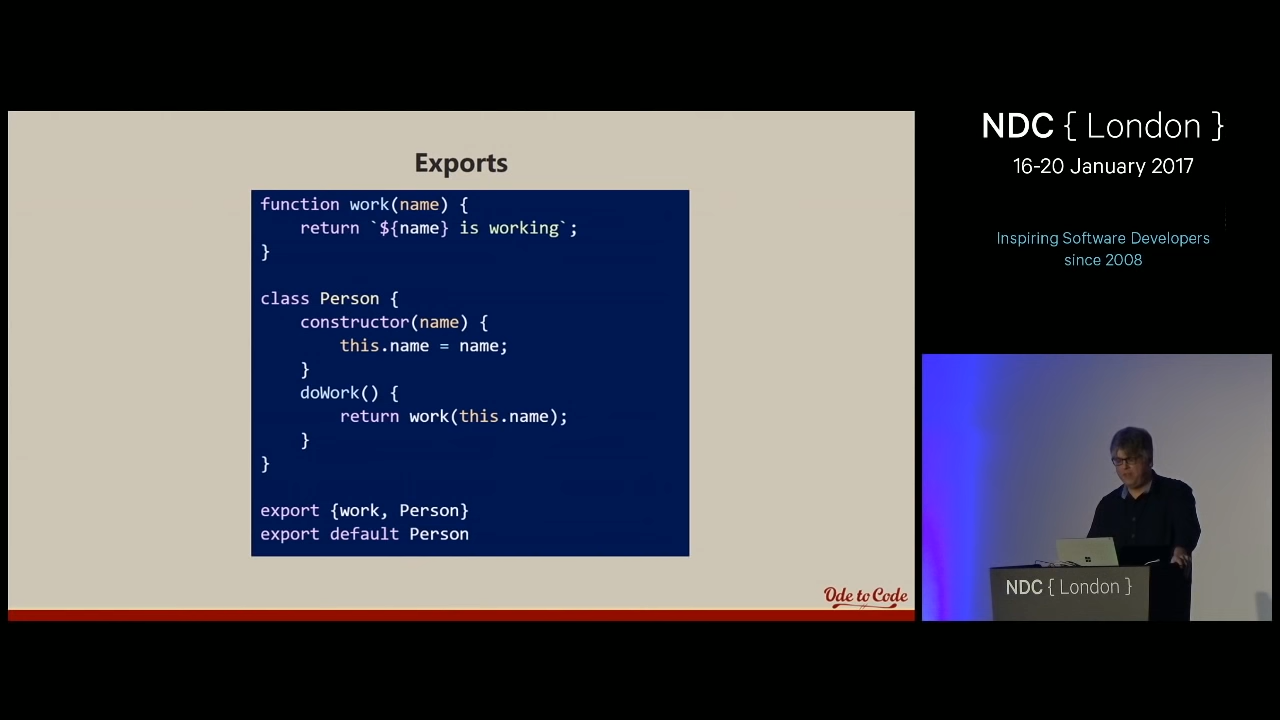 Exports
function work(name) {
    return `${name} is working`;
}

class Person {
    constructor(name) {
        this.name = name;
    }
    doWork() {
        return work(this.name);
    }
}

export {work, Person}
export default Person
Ode to Code
NDC { London }
16-20 January 2017
Inspiring Software Developers
since 2008
NDC { London }